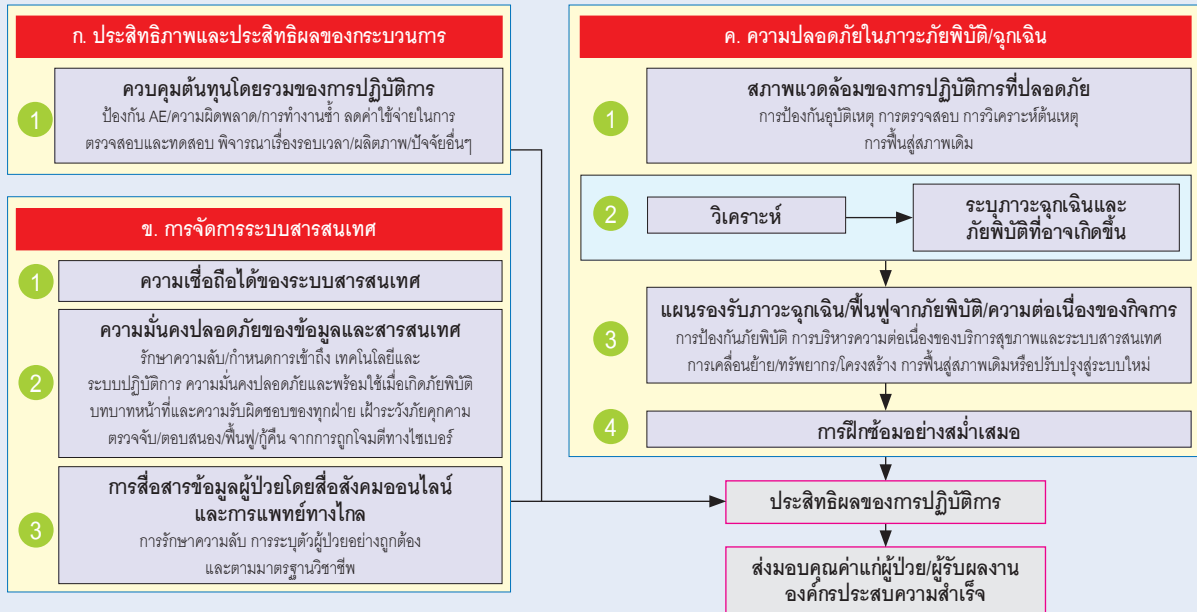 ก. ประสิทธิภาพและประสิทธิผลของกระบวนการ
1
ควบคุมต้นทุนโดยรวมของการปฏิบัติการ
ป้องกัน AE/ความผิดพลาด/การทำงานซ้ำ ลดค่าใช้จ่ายในการ
ตรวจสอบและทดสอบ พิจารณาเรื่องรอบเวลา/ผลิตภาพ/ปัจจัยอื่นๆ
ข. การจัดการระบบสารสนเทศ
1
ความเชื่อถือได้ของระบบสารสนเทศ
2
ความมั่นคงปลอดภัยของข้อมูลและสารสนเทศ
รักษาความลับ/กำหนดการเข้าถึง เทคโนโลยีและ
ระบบปฏิบัติการ ความมั่นคงปลอดภัยและพร้อมใช้เมื่อเกิดภัยพิบัติ
บทบาทหน้าที่และความรับผิดชอบของทุกฝ่าย เฝ้าระวังภัยคุกคาม
ตรวจจับ/ตอบสนอง/ฟื้นฟู/กู้คืน จากการถูกโจมตีทางไซเบอร์
3
การสื่อสารข้อมูลผู้ป่วยโดยสื่อสังคมออนไลน์
และการแพทย์ทางไกล
การรักษาความลับ การระบุตัวผู้ป่วยอย่างถูกต้อง
และตามมาตรฐานวิชาชีพ
ค. ความปลอดภัยในภาวะภัยพิบัติ/ฉุกเฉิน
1
สภาพแวดล้อมของการปฏิบัติการที่ปลอดภัย
การป้องกันอุบัติเหตุ การตรวจสอบ การวิเคราะห์ต้นเหตุ
การฟื้นสู่สภาพเดิม
2
วิเคราะห์
ระบุภาวะฉุกเฉินและ
ภัยพิบัติที่อาจเกิดขึ้น
3
แผนรองรับภาวะฉุกเฉิน/ฟื้นฟูจากภัยพิบัติ/ความต่อเนื่องของกิจการ
การป้องกันภัยพิบัติ การบริหารความต่อเนื่องของบริการสุขภาพและระบบสารสนเทศ
การเคลื่อนย้าย/ทรัพยากร/โครงสร้าง การฟื้นสู่สภาพเดิมหรือปรับปรุงสู่ระบบใหม่
4
การฝึกซ้อมอย่างสม่ำเสมอ
ประสิทธิผลของการปฏิบัติการ
ส่งมอบคุณค่าแก่ผู้ป่วย/ผู้รับผลงาน
องค์กรประสบความสำเร็จ